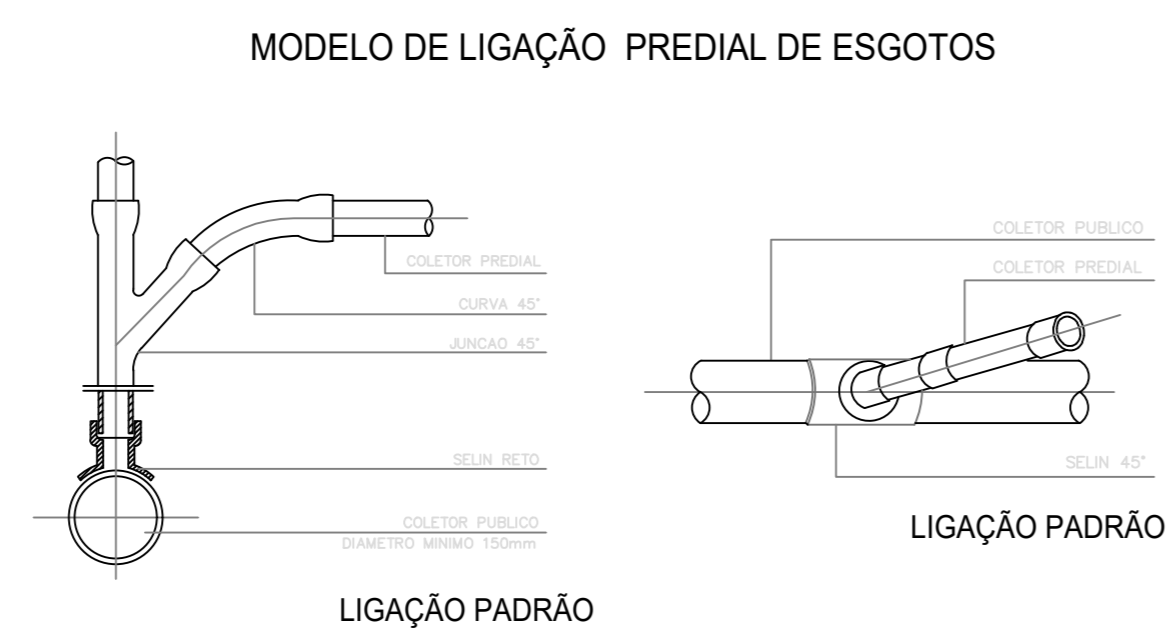 MODELO DE LIGAÇÃO PREDIAL DE ESGOTOS
COLETOR PREDIAL
CURVA 45°
JUNCAO 45°
SELIN RETO
COLETOR PUBLICO
DIAMETRO MINIMO 150mm
LIGAÇÃO PADRÃO
COLETOR PUBLICO
COLETOR PREDIAL
SELIN 45°
LIGAÇÃO PADRÃO